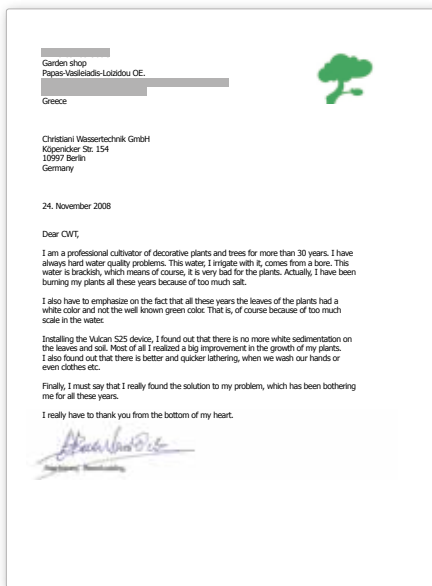 Garden shop
Papas-Vasileiadis-Loizidou OE.
Greece
Christiani Wassertechnik GmbH
Köpenicker Str. 154
10997 Berlin
Germany
24. November 2008
Dear CWT,
I am a professional cultivator of decorative plants and trees for more than 30 years. I have
always hard water quality problems. This water, I irrigate with it, comes from a bore. This
water is brackish, which means of course, it is very bad for the plants. Actually, I have been
burning my plants all these years because of too much salt.
I also have to emphasize on the fact that all these years the leaves of the plants had a
white color and not the well known green color. That is, of course because of too much
scale in the water.
Installing the Vulcan S25 device, I found out that there is no more white sedimentation on
the leaves and soil. Most of all I realized a big improvement in the growth of my plants.
I also found out that there is better and quicker lathering, when we wash our hands or
even clothes etc.
Finally, I must say that I really found the solution to my problem, which has been bothering
me for all these years.
I really have to thank you from the bottom of my heart.